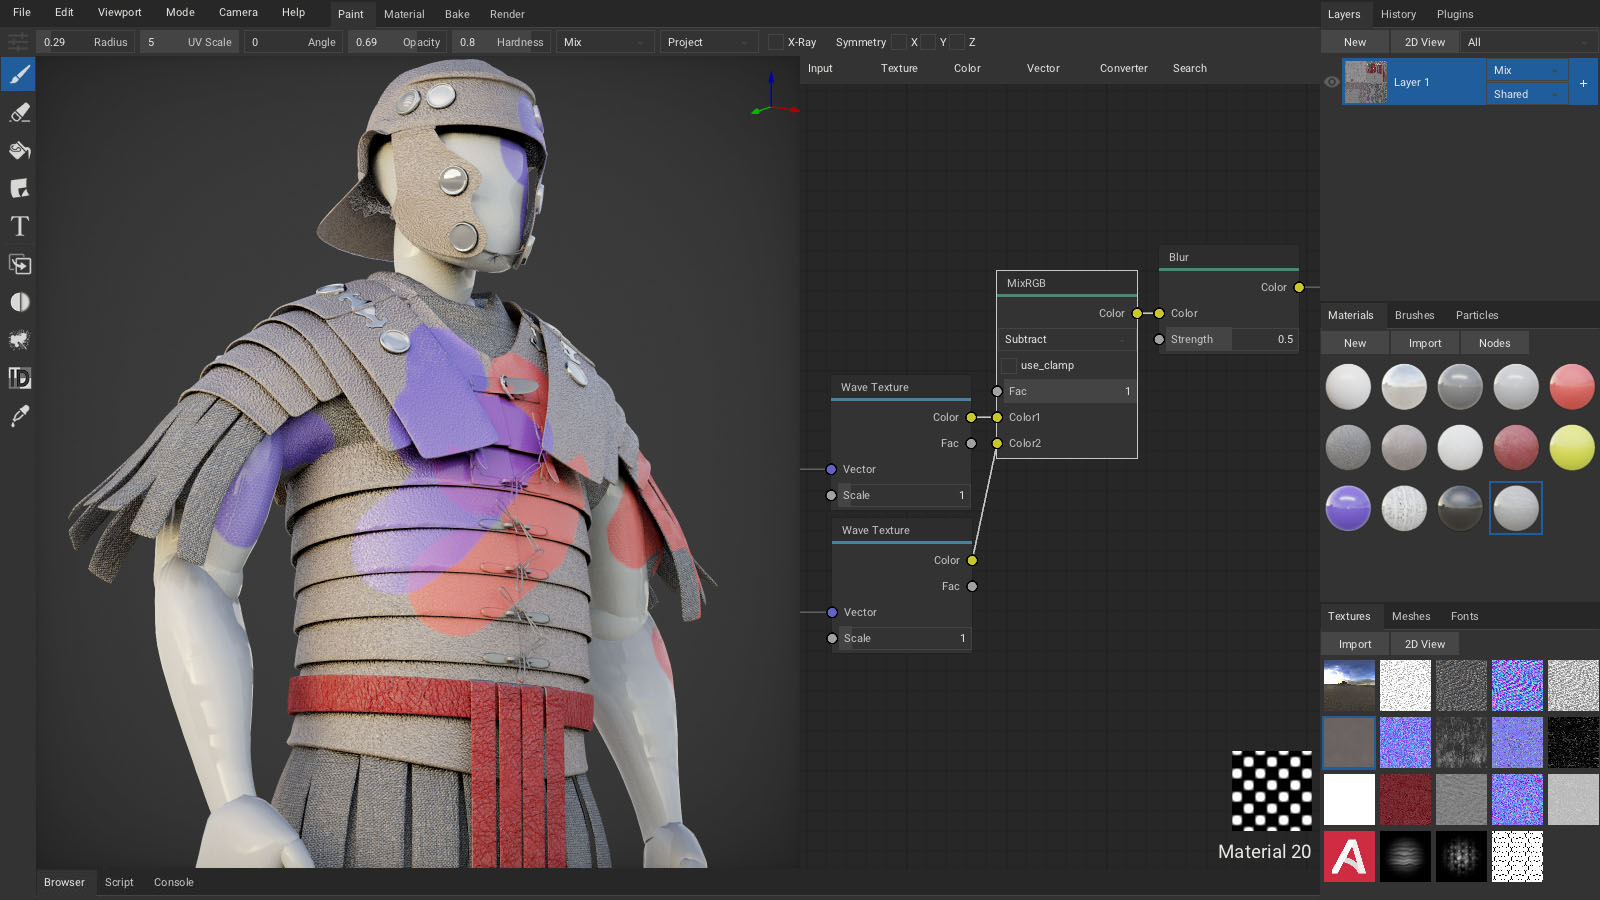 File Edit Viewport Mode Camera Help Paint Material Bake Render
Layers History Plugins
0.29 Radius 5 UV Scale 0 Angle 0.69 Opacity 0.8 Hardness Mix Project X-Ray Symmetry X Y Z
New 2D View All
Input Texture Color Vector Converter Search
Layer 1
Mix
Shared
+
T
ID
Blur
Color
Color
Strength 0.5
MixRGB
Color
Subtract
use_clamp
Fac 1
Color1
Color2
Wave Texture
Color
Fac
Vector
Scale 1
Wave Texture
Color
Fac
Vector
Scale 1
Materials Brushes Particles
New Import Nodes
Textures Meshes Fonts
Import 2D View
A
Material 20
Browser Script Console